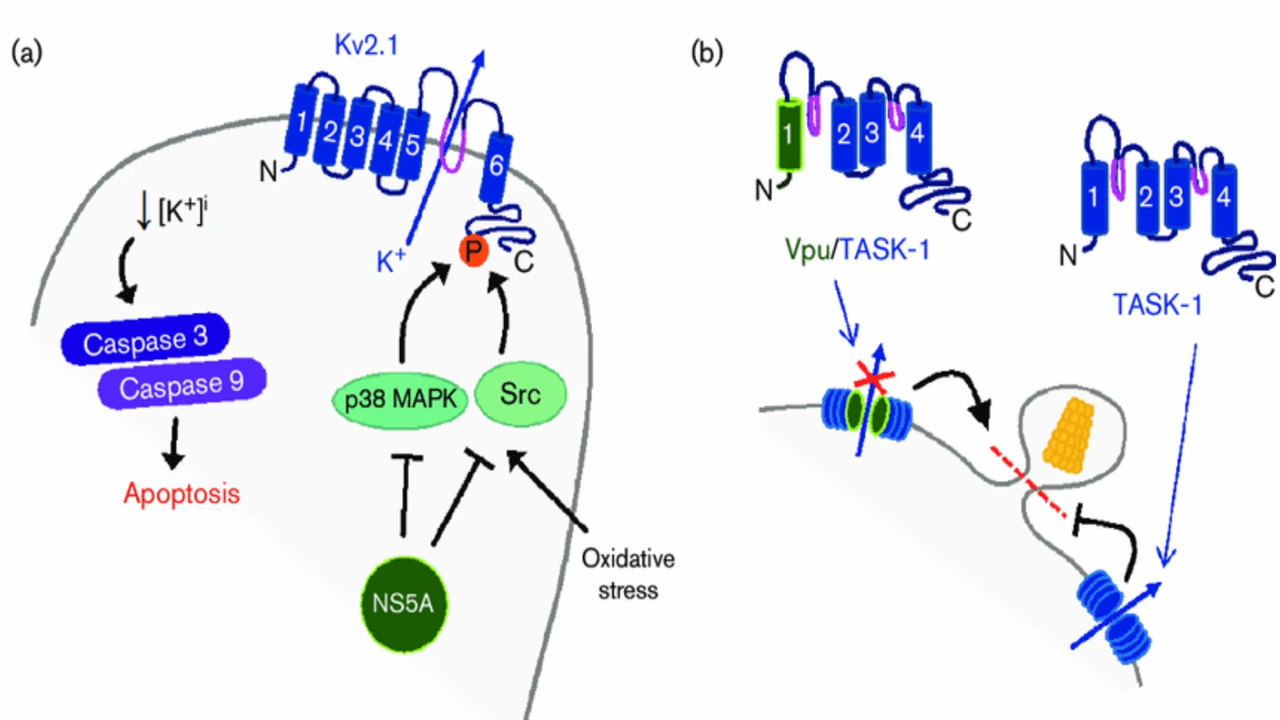 (a)
Kv2.1
1
2
3
4
5
6
N
↓ [K⁺]ⁱ
K⁺
P
C
Caspase 3
Caspase 9
Apoptosis
p38 MAPK
Src
NS5A
Oxidative
stress
(b)
1
2
3
4
N
C
Vpu/TASK-1
1
2
3
4
N
C
TASK-1